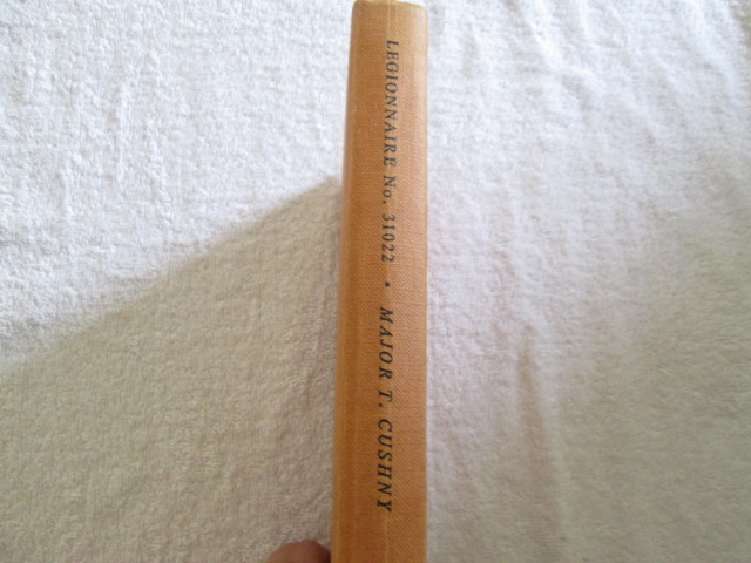 LEGIONNAIRE No. 31022 • MAJOR T. CUSHNY